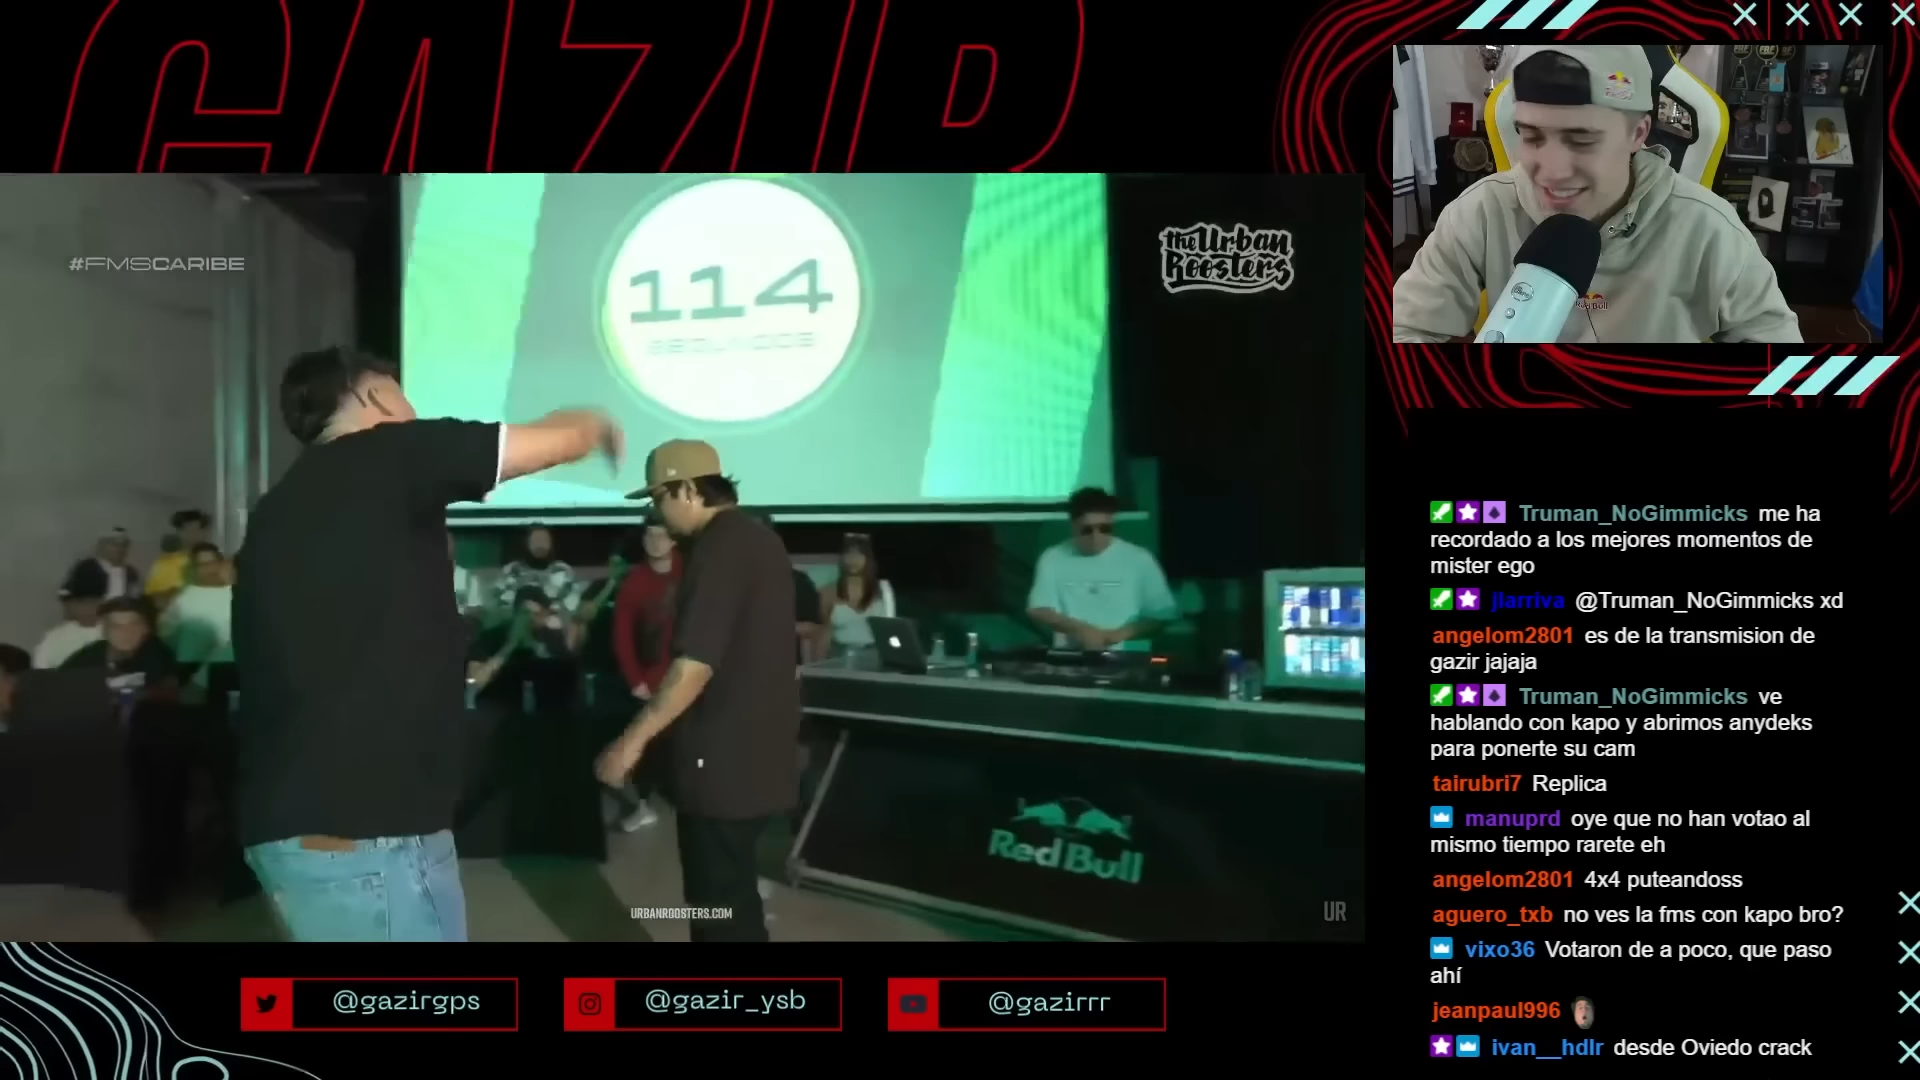 GAZIR
#FMSCARIBE
114
SEGUNDOS
the Urban
Roosters
Red Bull
URBANROOSTERS.COM
UR
@gazirgps
@gazir_ysb
@gazirrr
Red Bull
Truman_NoGimmicks me ha
recordado a los mejores momentos de
mister ego
jlarriva @Truman_NoGimmicks xd
angelom2801 es de la transmision de
gazir jajaja
Truman_NoGimmicks ve
hablando con kapo y abrimos anydeks
para ponerte su cam
tairubri7 Replica
manuprd oye que no han votao al
mismo tiempo rarete eh
angelom2801 4x4 puteandoss
aguero_txb no ves la fms con kapo bro?
vixo36 Votaron de a poco, que paso
ahí
jeanpaul996
ivan__hdlr desde Oviedo crack